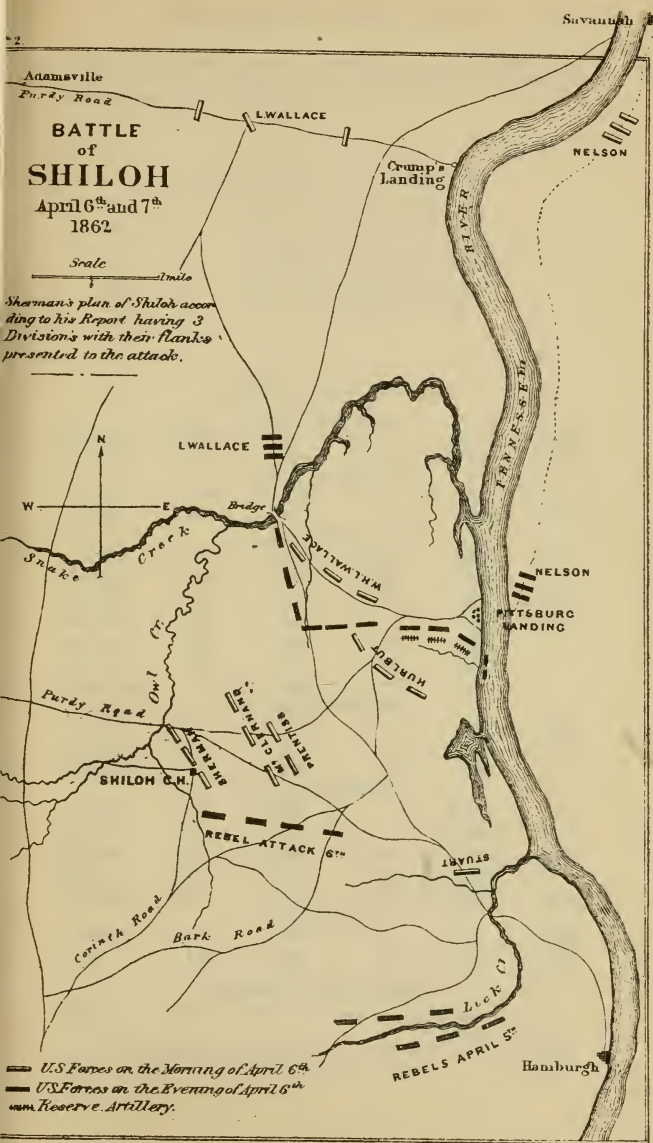 Savannah
2.
Adamsville
Purdy Road
L.WALLACE
NELSON
BATTLE
of
SHILOH
April 6th and 7th
1862
Crump's
Landing
RIVER
Scale
1 mile
Sherman's plan of Shiloh accor
ding to his Report having 3
Divisions with their flanks
presented to the attack.
TENNESSEE
N
L.WALLACE
W
E
Bridge
Snake Creek
W.H.L.WALLACE
NELSON
PITTSBURG
LANDING
Owl Cr.
HURLBUT
Purdy Road
McCLERNAND
PRENTISS
SHERMAN
SHILOH C.H.
REBEL ATTACK 6TH
STUART
Corinth Road
Bark Road
Lick Cr
REBELS APRIL 5TH
Hamburgh
U.S Forces on the Morning of April 6th
U.S Forces on the Evening of April 6th
Reserve Artillery.